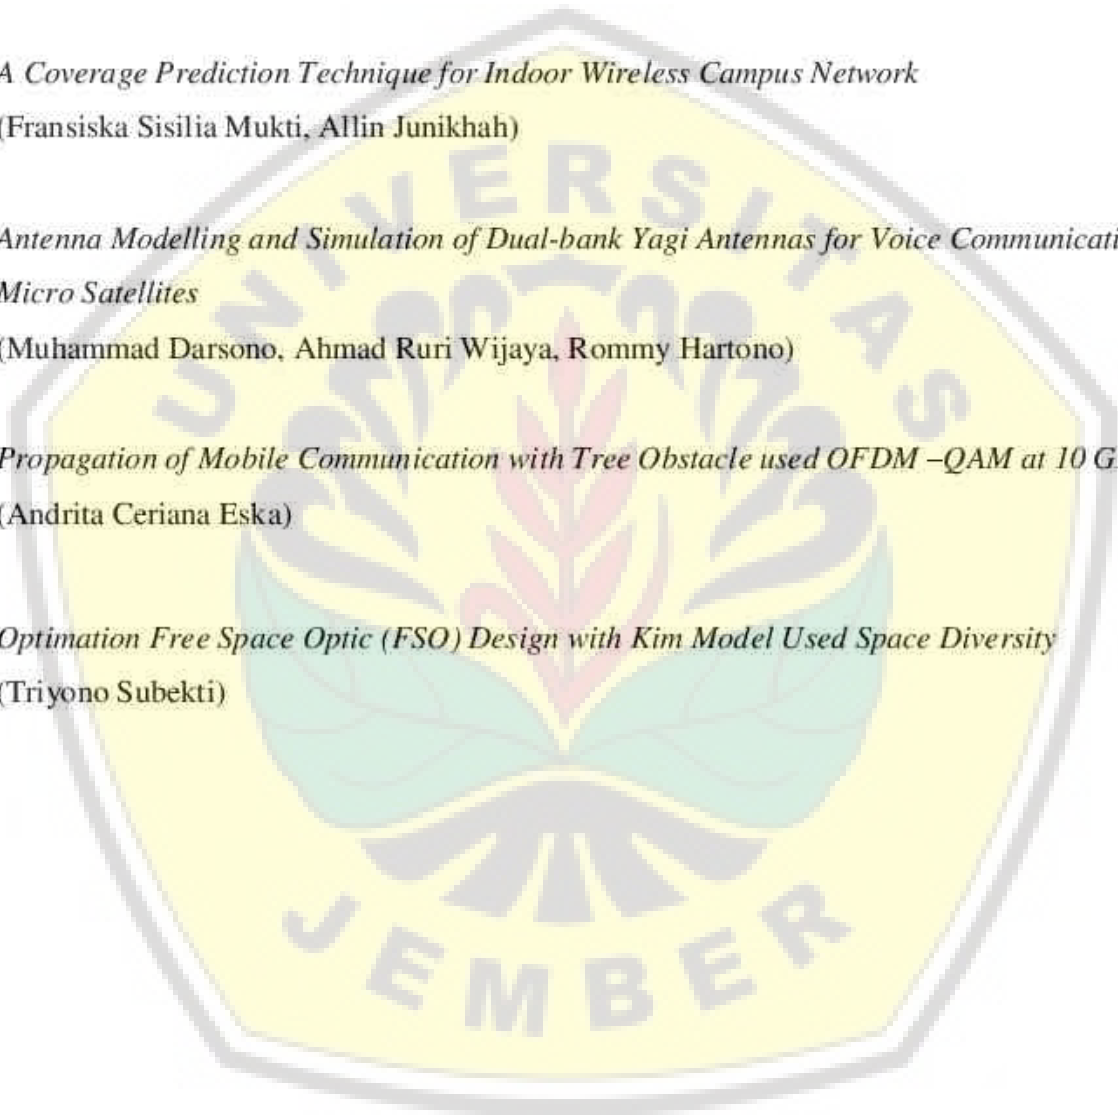 A Coverage Prediction Technique for Indoor Wireless Campus Network
(Fransiska Sisilia Mukti, Allin Junikhah)
Antenna Modelling and Simulation of Dual-bank Yagi Antennas for Voice Communicati
Micro Satellites
(Muhammad Darsono, Ahmad Ruri Wijaya, Rommy Hartono)
Propagation of Mobile Communication with Tree Obstacle used OFDM –QAM at 10 G
(Andrita Ceriana Eska)
Optimation Free Space Optic (FSO) Design with Kim Model Used Space Diversity
(Triyono Subekti)
UNIVERSITAS
JEMBER